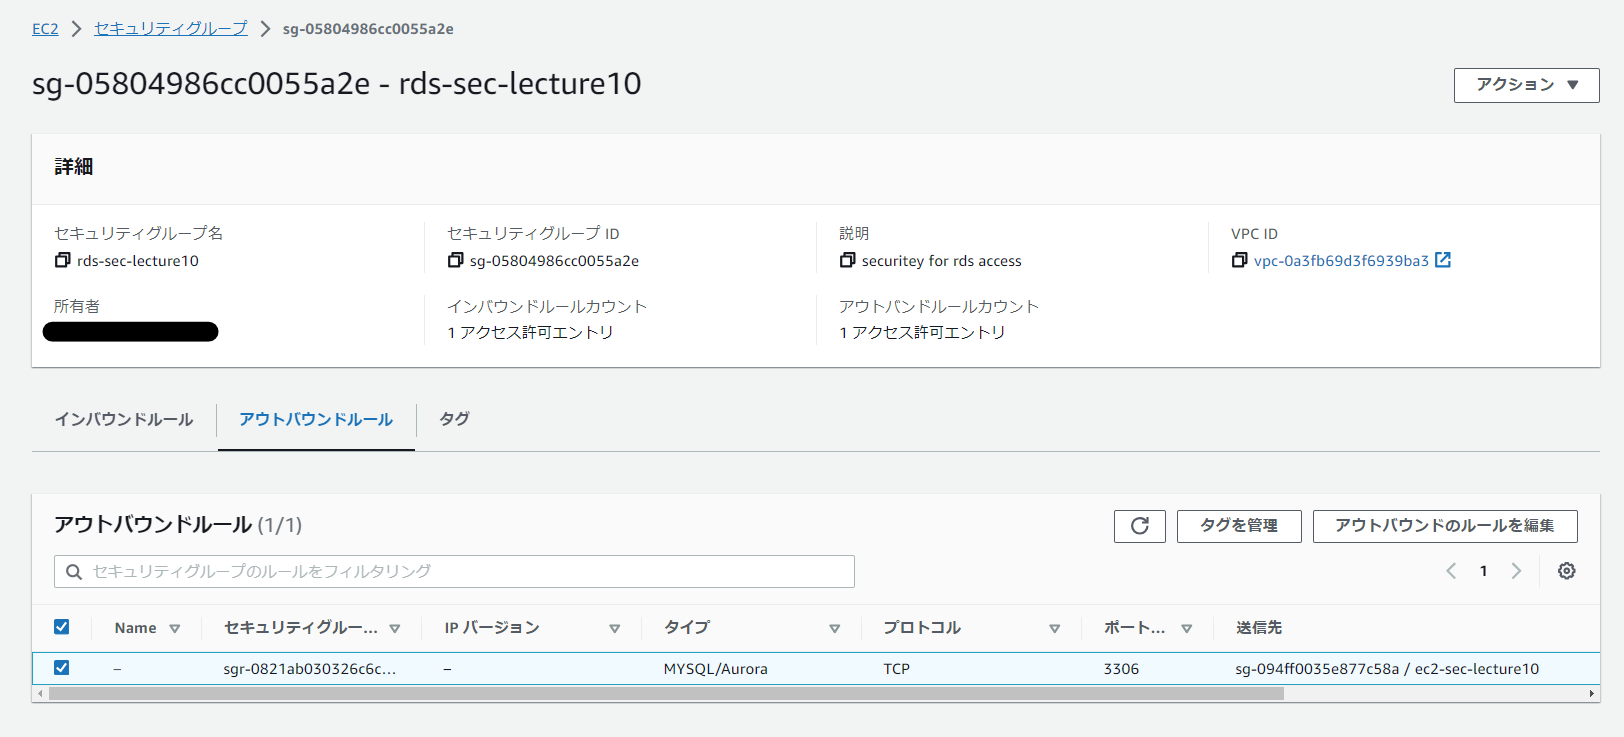 EC2 > セキュリティグループ > sg-05804986cc0055a2e
sg-05804986cc0055a2e - rds-sec-lecture10
アクション ▼
詳細
セキュリティグループ名
rds-sec-lecture10
セキュリティグループ ID
sg-05804986cc0055a2e
説明
securitey for rds access
VPC ID
vpc-0a3fb69d3f6939ba3
所有者
インバウンドルールカウント
1 アクセス許可エントリ
アウトバンドルールカウント
1 アクセス許可エントリ
インバウンドルール アウトバウンドルール タグ
アウトバウンドルール (1/1)
タグを管理 アウトバウンドのルールを編集
セキュリティグループのルールをフィルタリング
1
Name セキュリティグルー... IP バージョン タイプ プロトコル ポート... 送信先
– sgr-0821ab030326c6c... – MYSQL/Aurora TCP 3306 sg-094ff0035e877c58a / ec2-sec-lecture10